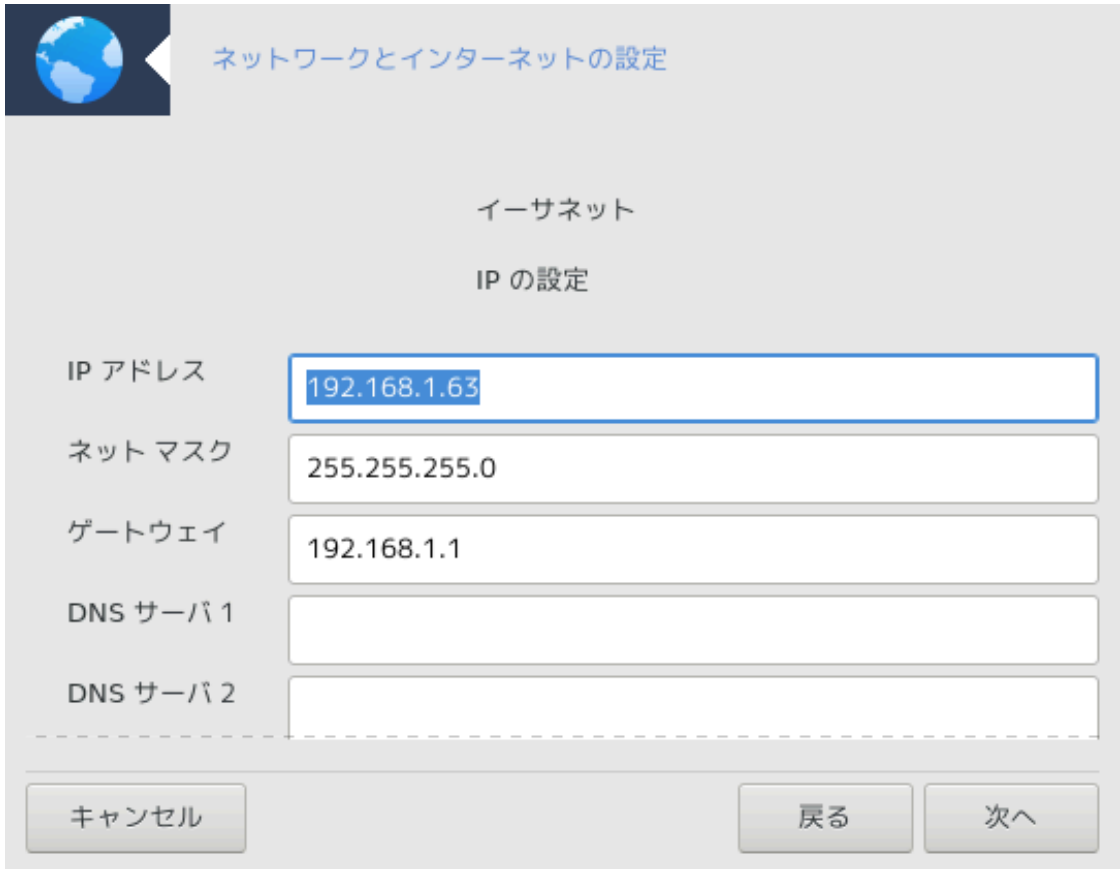 ネットワークとインターネットの設定
イーサネット
IP の設定
IP アドレス
192.168.1.63
ネット マスク
255.255.255.0
ゲートウェイ
192.168.1.1
DNS サーバ 1
DNS サーバ 2
キャンセル
戻る
次へ